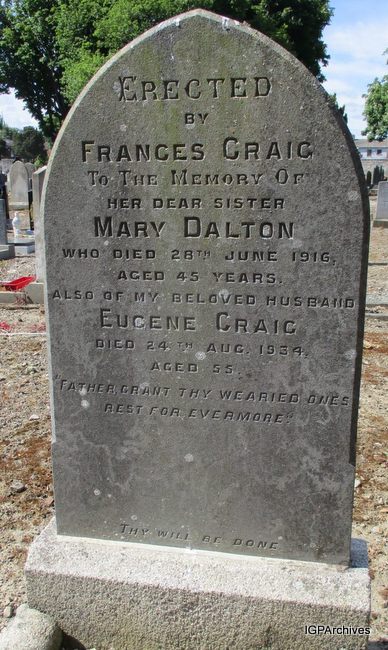 ERECTED
BY
FRANCES CRAIG
TO THE MEMORY OF
HER DEAR SISTER
MARY DALTON
WHO DIED 28TH JUNE 1916,
AGED 45 YEARS.
ALSO OF MY BELOVED HUSBAND
EUGENE CRAIG
DIED 24TH AUG. 1934,
AGED 55.
"FATHER, GRANT THY WEARIED ONES
REST FOR EVERMORE".
THY WILL BE DONE
IGPArchives